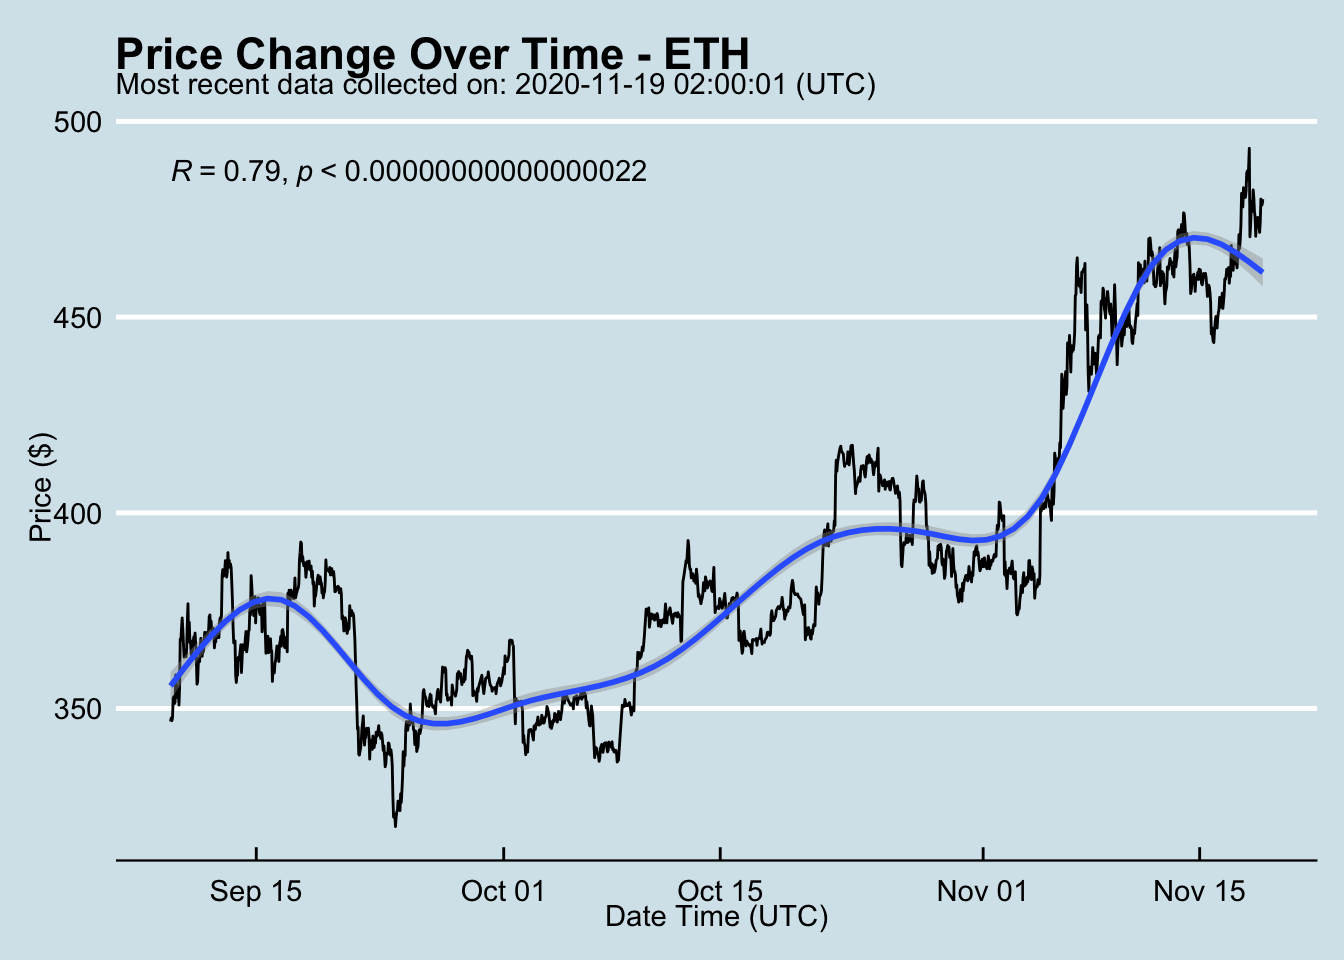 Price Change Over Time - ETH
Most recent data collected on: 2020-11-19 02:00:01 (UTC)
500
R = 0.79, p < 0.00000000000000022
450
Price ($)
400
350
Sep 15
Oct 01
Oct 15
Nov 01
Nov 15
Date Time (UTC)